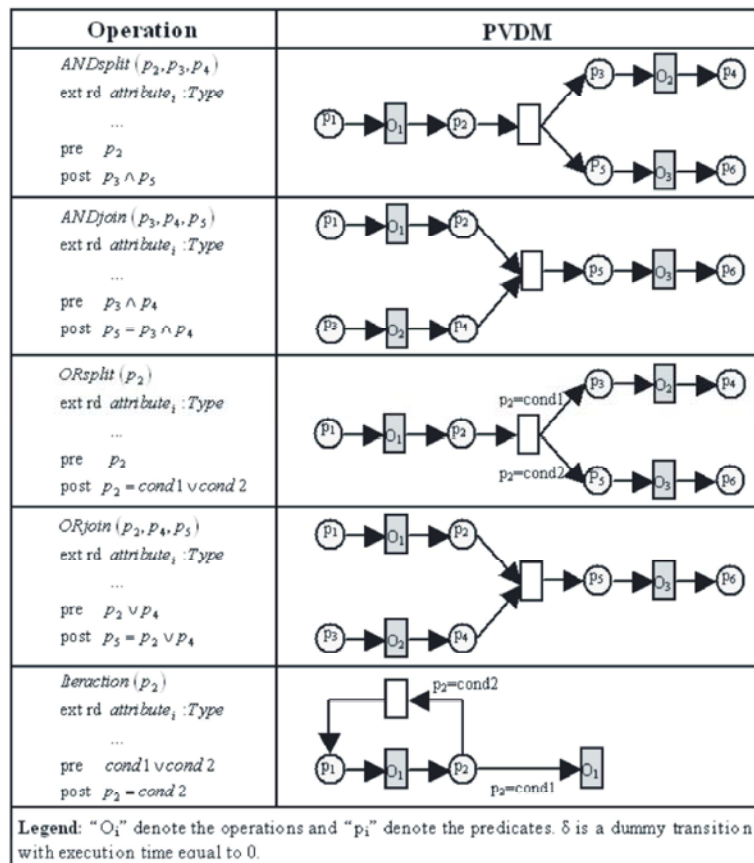 Operation
PVDM
ANDsplit (p2,p3,p4)
ext rd attributei :Type
...
pre p2
post p3 ∧ p5
p1
O1
p2
p3
O2
p4
p5
O3
p6
ANDjoin (p3,p4,p5)
ext rd attributei :Type
...
pre p3 ∧ p4
post p5 = p3 ∧ p4
p1
O1
p2
p3
O2
p4
p5
O3
p6
ORsplit (p2)
ext rd attributei :Type
...
pre p2
post p2 = cond1 ∨ cond 2
p1
O1
p2
p2=cond1
p2=cond2
p3
O2
p4
p5
O3
p6
ORjoin (p2,p4,p5)
ext rd attributei :Type
...
pre p2 ∨ p4
post p5 = p2 ∨ p4
p1
O1
p2
p3
O2
p4
p5
O3
p6
Iteraction (p2)
ext rd attributei :Type
...
pre cond1 ∨ cond 2
post p2 = cond 2
p2=cond2
p1
O1
p2
p2=cond1
O1
Legend: "Oi" denote the operations and "pi" denote the predicates. δ is a dummy transition
with execution time equal to 0.